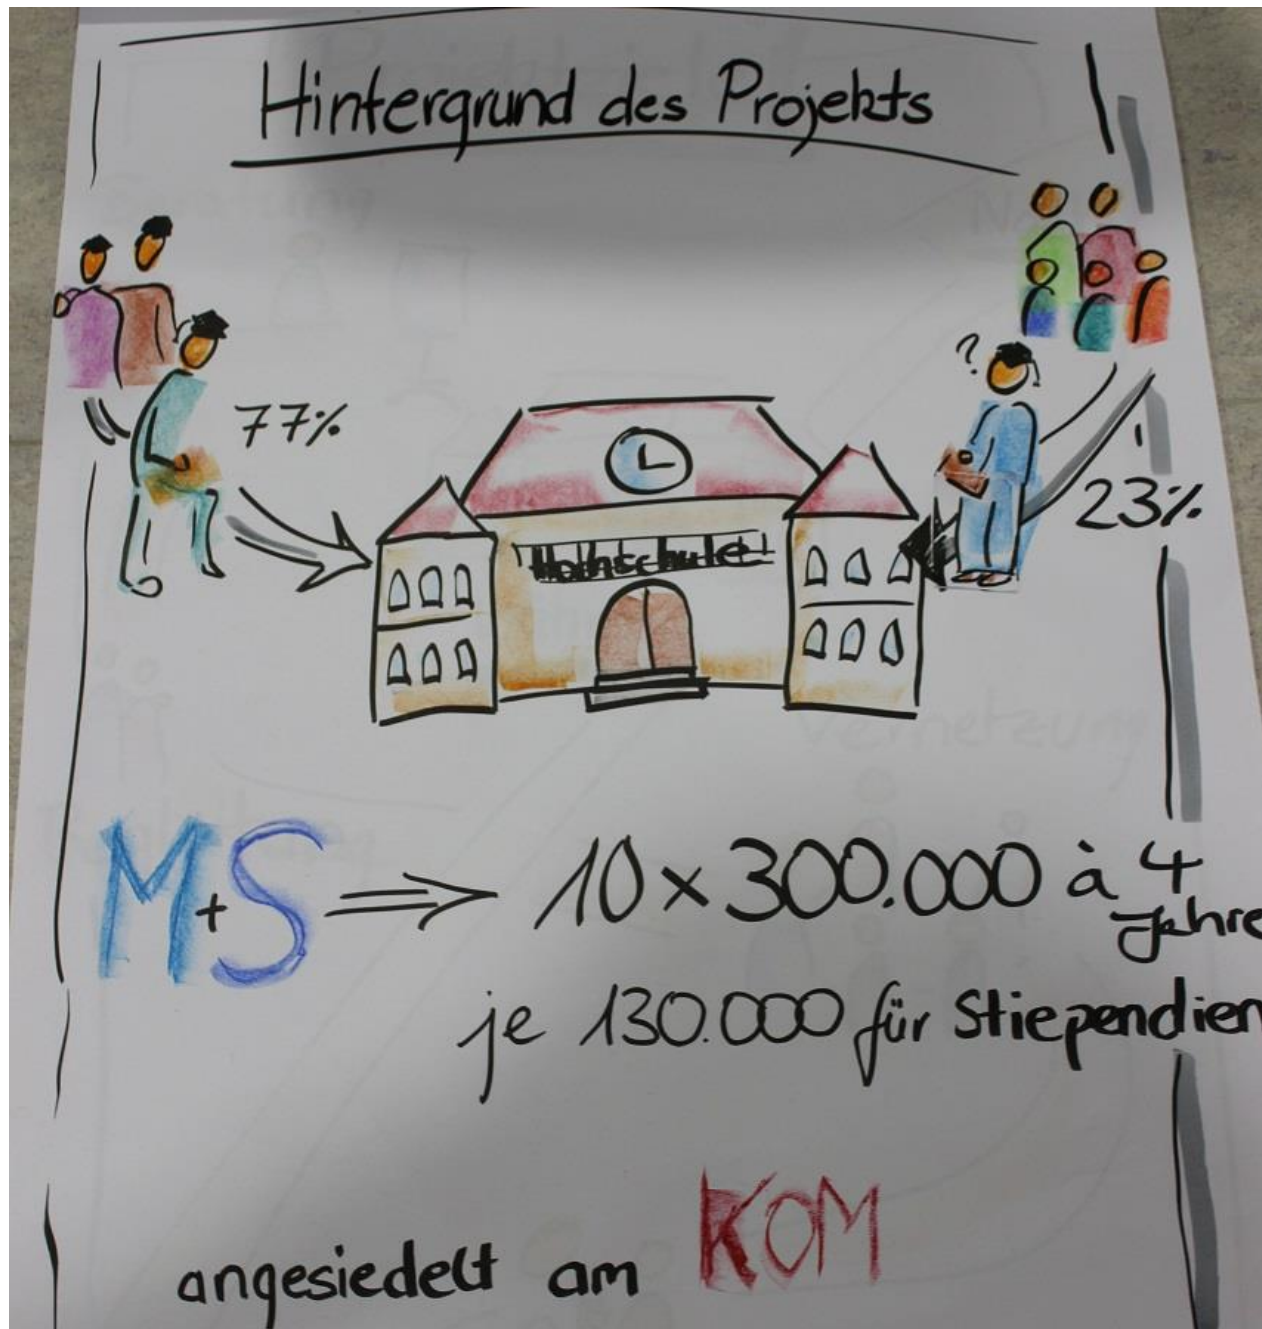 Hintergrund des Projekts
?
77%
23%
Hochschule
M+S ⇒ 10 x 300.000 à 4 Jahre
je 130.000 für Stiependien
angesiedelt am KOM